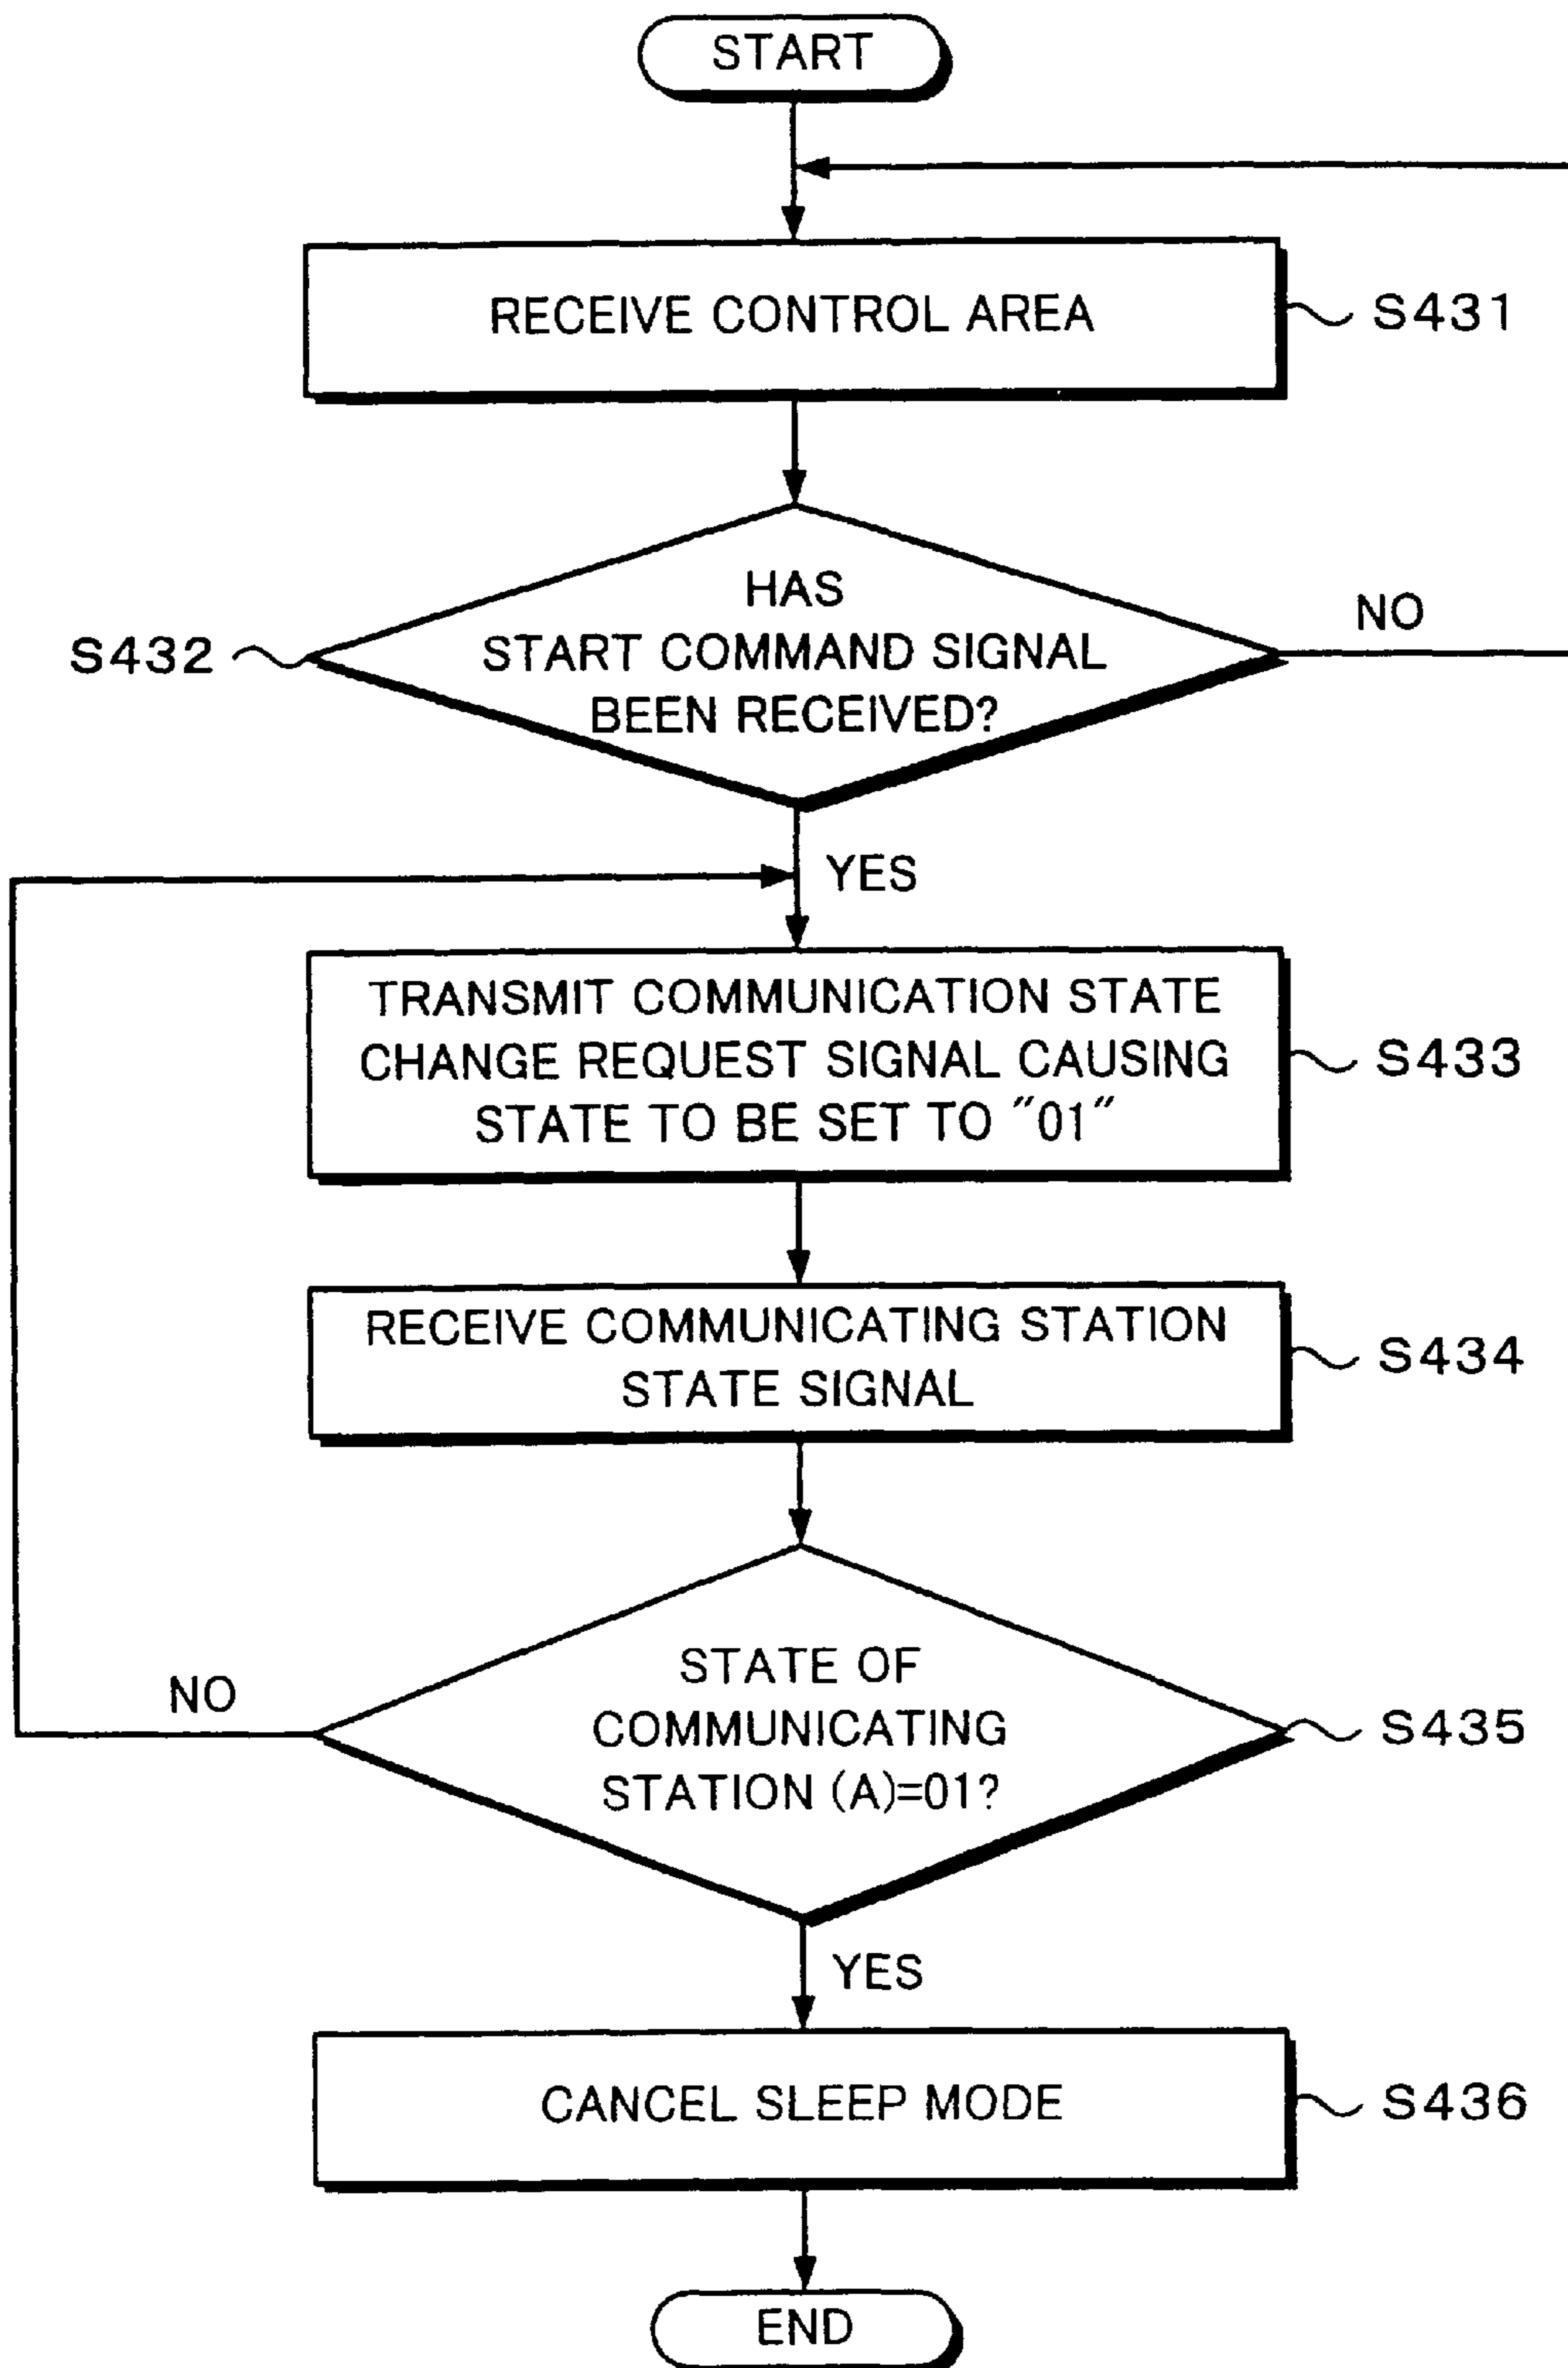 START
RECEIVE CONTROL AREA
S431
HAS
START COMMAND SIGNAL
BEEN RECEIVED?
S432
NO
YES
TRANSMIT COMMUNICATION STATE
CHANGE REQUEST SIGNAL CAUSING
STATE TO BE SET TO "01"
S433
RECEIVE COMMUNICATING STATION
STATE SIGNAL
S434
STATE OF
COMMUNICATING
STATION (A)=01?
S435
NO
YES
CANCEL SLEEP MODE
S436
END